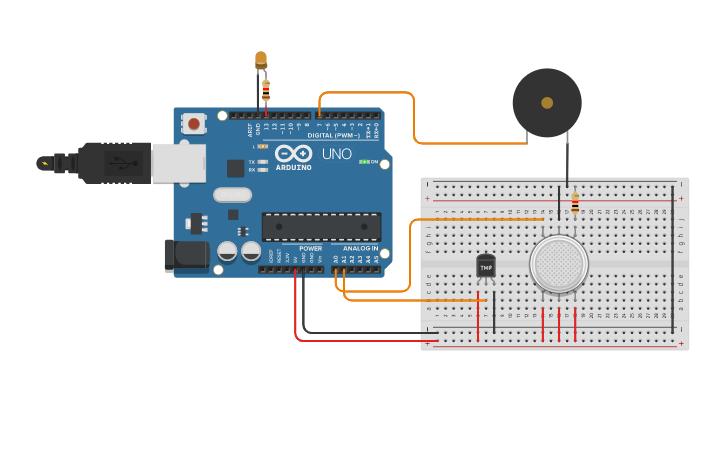 AREF
GND
13
12
~11
~10
~9
8
7
~6
~5
4
~3
2
TX→1
RX←0
DIGITAL (PWM~)
L
TX
RX
UNO
ARDUINO
ON
POWER
ANALOG IN
IOREF
RESET
3.3V
5V
GND
GND
Vin
A0
A1
A2
A3
A4
A5
TMP